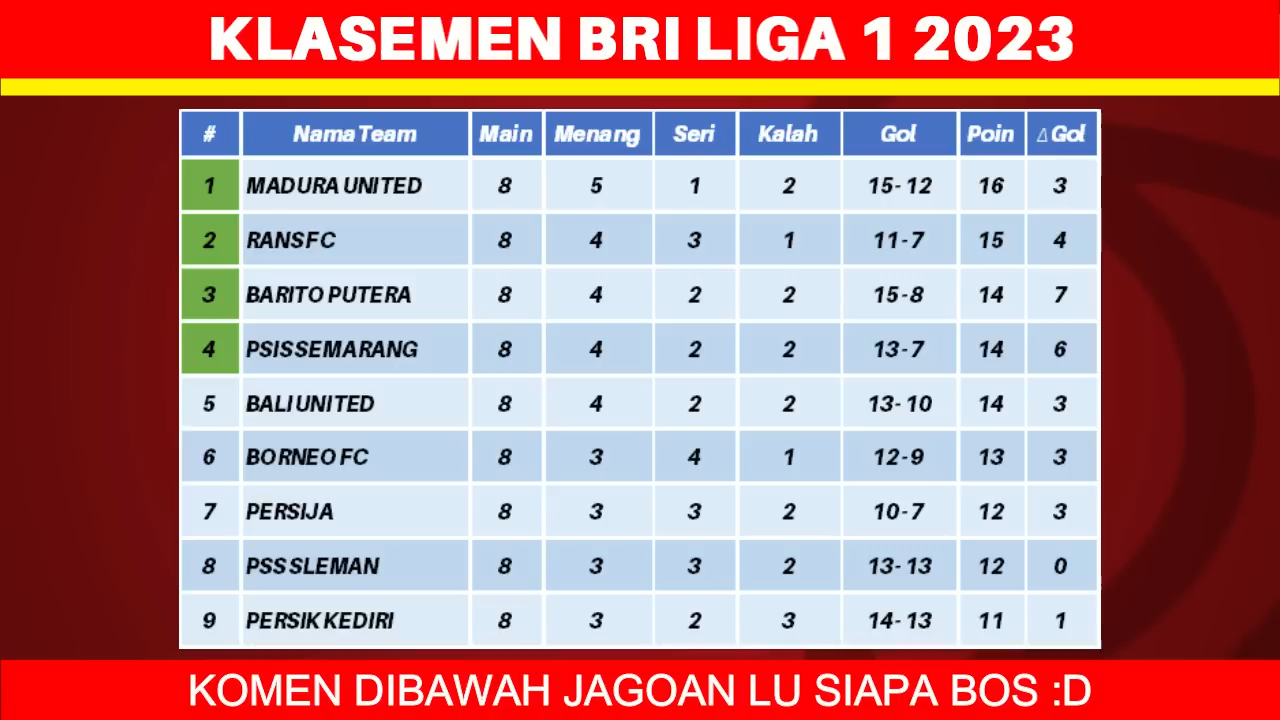 KLASEMEN BRI LIGA 1 2023
# Nama Team Main Menang Seri Kalah Gol Poin Δ Gol
1 MADURA UNITED 8 5 1 2 15-12 16 3
2 RANS FC 8 4 3 1 11-7 15 4
3 BARITO PUTERA 8 4 2 2 15-8 14 7
4 PSIS SEMARANG 8 4 2 2 13-7 14 6
5 BALI UNITED 8 4 2 2 13-10 14 3
6 BORNEO FC 8 3 4 1 12-9 13 3
7 PERSIJA 8 3 3 2 10-7 12 3
8 PSS SLEMAN 8 3 3 2 13-13 12 0
9 PERSIK KEDIRI 8 3 2 3 14-13 11 1
KOMEN DIBAWAH JAGOAN LU SIAPA BOS :D